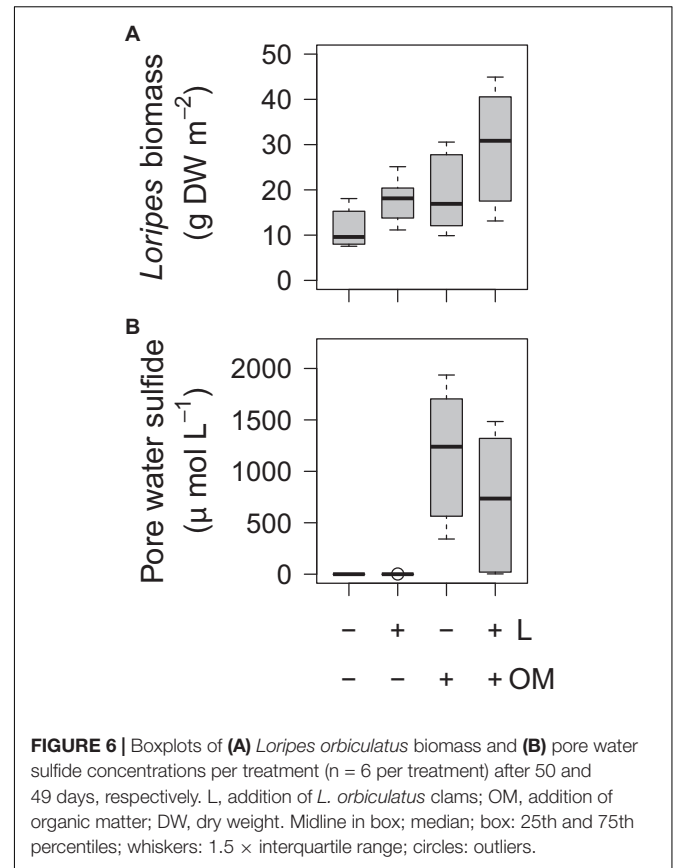 A
Loripes biomass
(g DW m⁻²)
50
40
30
20
10
0
B
Pore water sulfide
(μ mol L⁻¹)
2000
1500
1000
500
0
− + − + L
− − + + OM
FIGURE 6 | Boxplots of (A) Loripes orbiculatus biomass and (B) pore water
sulfide concentrations per treatment (n = 6 per treatment) after 50 and
49 days, respectively. L, addition of L. orbiculatus clams; OM, addition of
organic matter; DW, dry weight. Midline in box; median; box: 25th and 75th
percentiles; whiskers: 1.5 × interquartile range; circles: outliers.